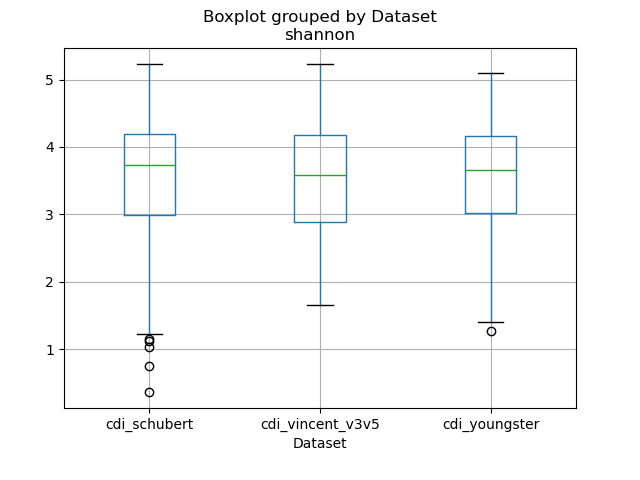 Boxplot grouped by Dataset
shannon
5
4
3
2
1
cdi_schubert cdi_vincent_v3v5 cdi_youngster
Dataset